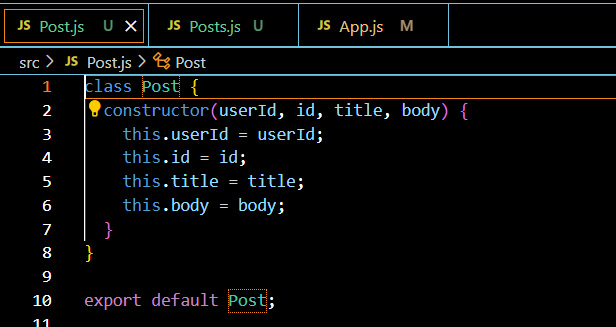 JS Post.js U × JS Posts.js U JS App.js M
src > JS Post.js > Post
1 class Post {
2 constructor(userId, id, title, body) {
3 this.userId = userId;
4 this.id = id;
5 this.title = title;
6 this.body = body;
7 }
8 }
9
10 export default Post;
11